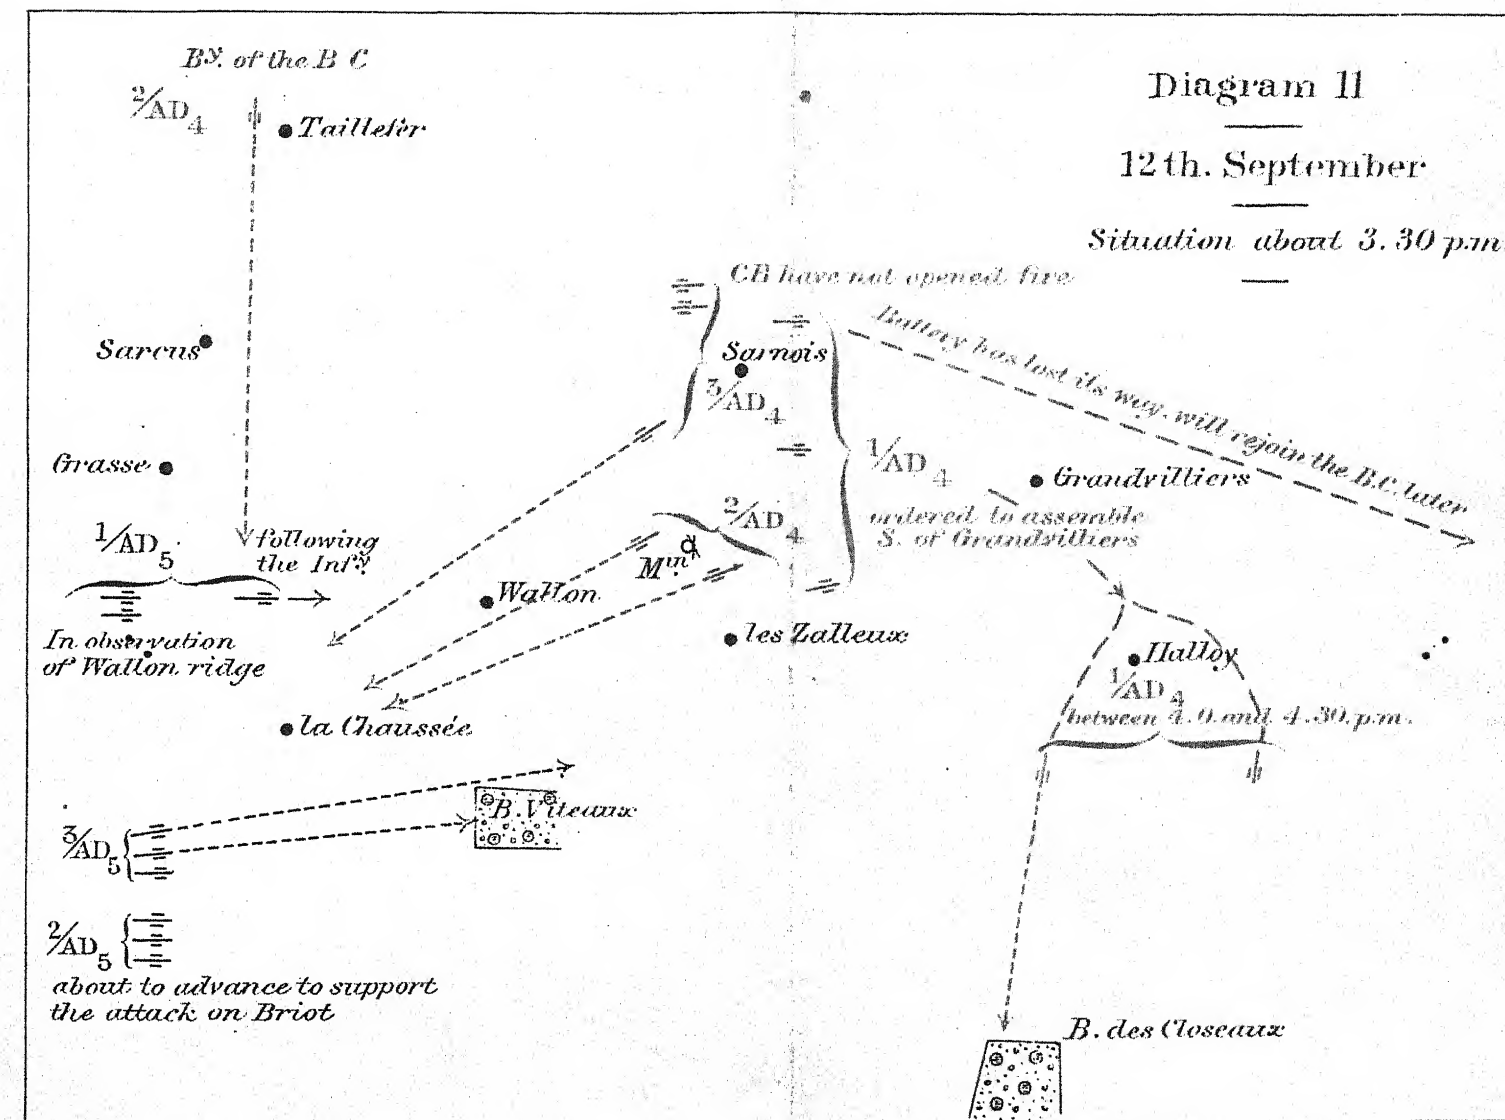 Diagram 11
12th. September
Situation about 3.30 p.m.
By. of the B C
2/AD4
Taillefer
CB have not opened fire
Battery has lost its way, will rejoin the B.C. later
Sarcus
Sarnois
3/AD4
Grasse
1/AD4
Grandvilliers
ordered to assemble
S. of Grandvilliers
2/AD4
1/AD5
following
the Infy.
Min
Wallon
les Zalleux
In observation
of Wallon ridge
Halloy
1/AD4
between 4.0 and 4.30 p.m.
la Chaussée
B. Viteaux
3/AD5
2/AD5
about to advance to support
the attack on Briot
B. des Closeaux